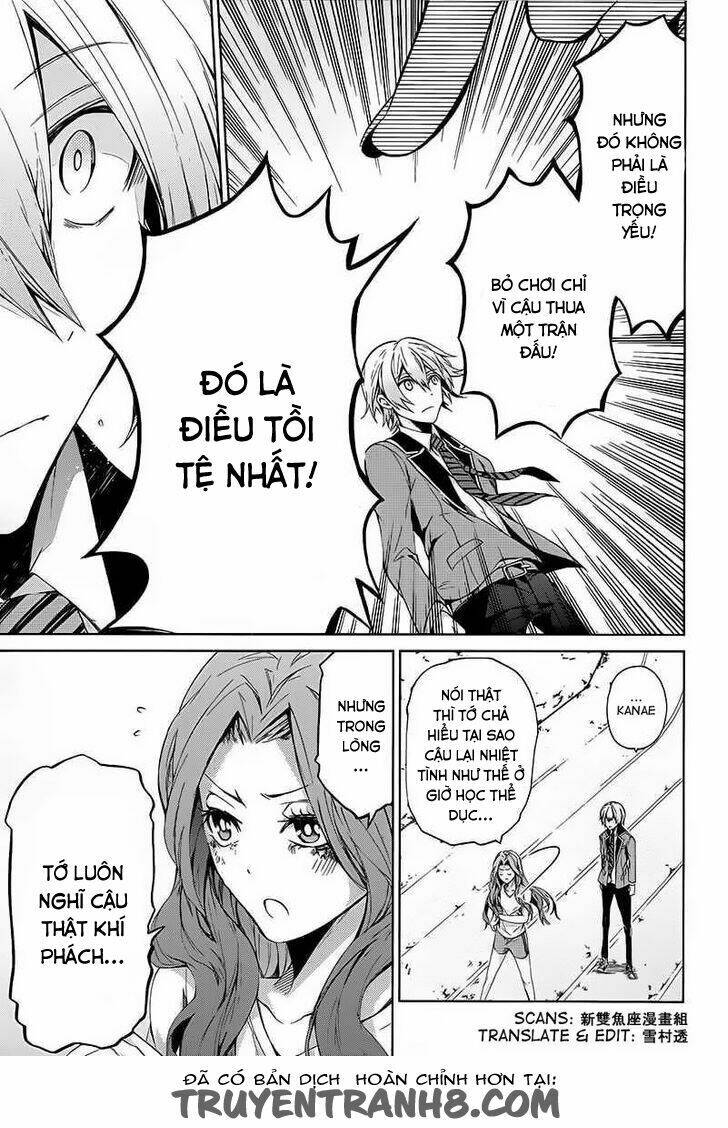 NHƯNG
ĐÓ KHÔNG
PHẢI LÀ
ĐIỀU
TRỌNG
YẾU!
BỎ CHƠI CHỈ
VÌ CẬU THUA
MỘT TRẬN
ĐẤU!
ĐÓ LÀ
ĐIỀU TỒI
TỆ NHẤT!
...
KANAE
NÓI THẬT
THÌ TỚ CHẢ
HIỂU TẠI SAO
CẬU LẠI NHIỆT
TÌNH NHƯ THẾ Ở
GIỜ HỌC THỂ
DỤC...
NHƯNG
TRONG
LÒNG
...
TỚ LUÔN
NGHĨ CẬU
THẬT KHÍ
PHÁCH...
SCANS: 新雙魚座漫畫組
TRANSLATE & EDIT: 雪村透
ĐÃ CÓ BẢN DỊCH HOÀN CHỈNH HƠN TẠI:
TRUYENTRANH8.COM